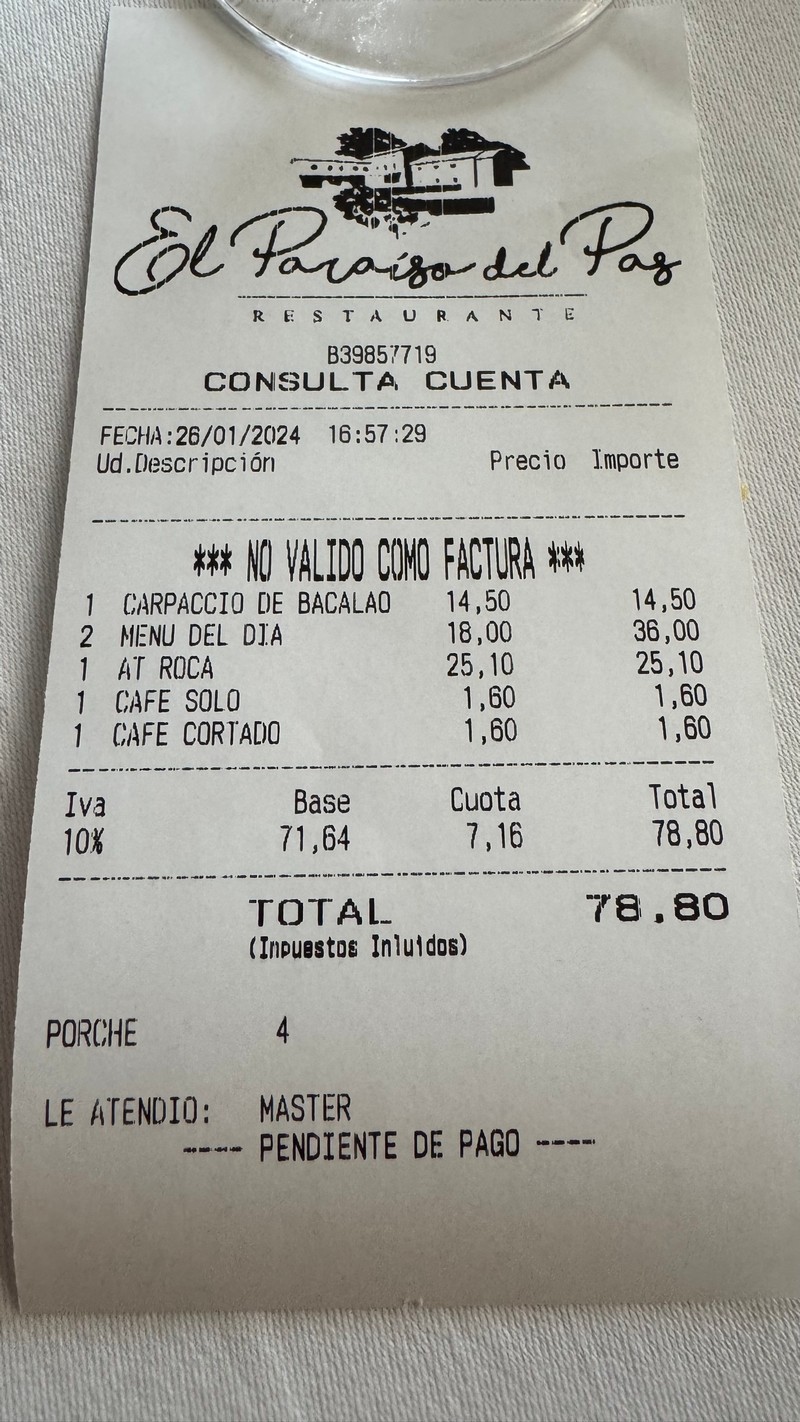 El Paraíso del Pas
RESTAURANTE
B39857719
CONSULTA CUENTA
FECHA:26/01/2024 16:57:29
Ud.Descripción Precio Importe
*** NO VALIDO COMO FACTURA ***
1 CARPACCIO DE BACALAO 14,50 14,50
2 MENU DEL DIA 18,00 36,00
1 AT ROCA 25,10 25,10
1 CAFE SOLO 1,60 1,60
1 CAFE CORTADO 1,60 1,60
Iva Base Cuota Total
10% 71,64 7,16 78,80
TOTAL 78.80
(Impuestos Inluidos)
PORCHE 4
LE ATENDIO: MASTER
---- PENDIENTE DE PAGO ----